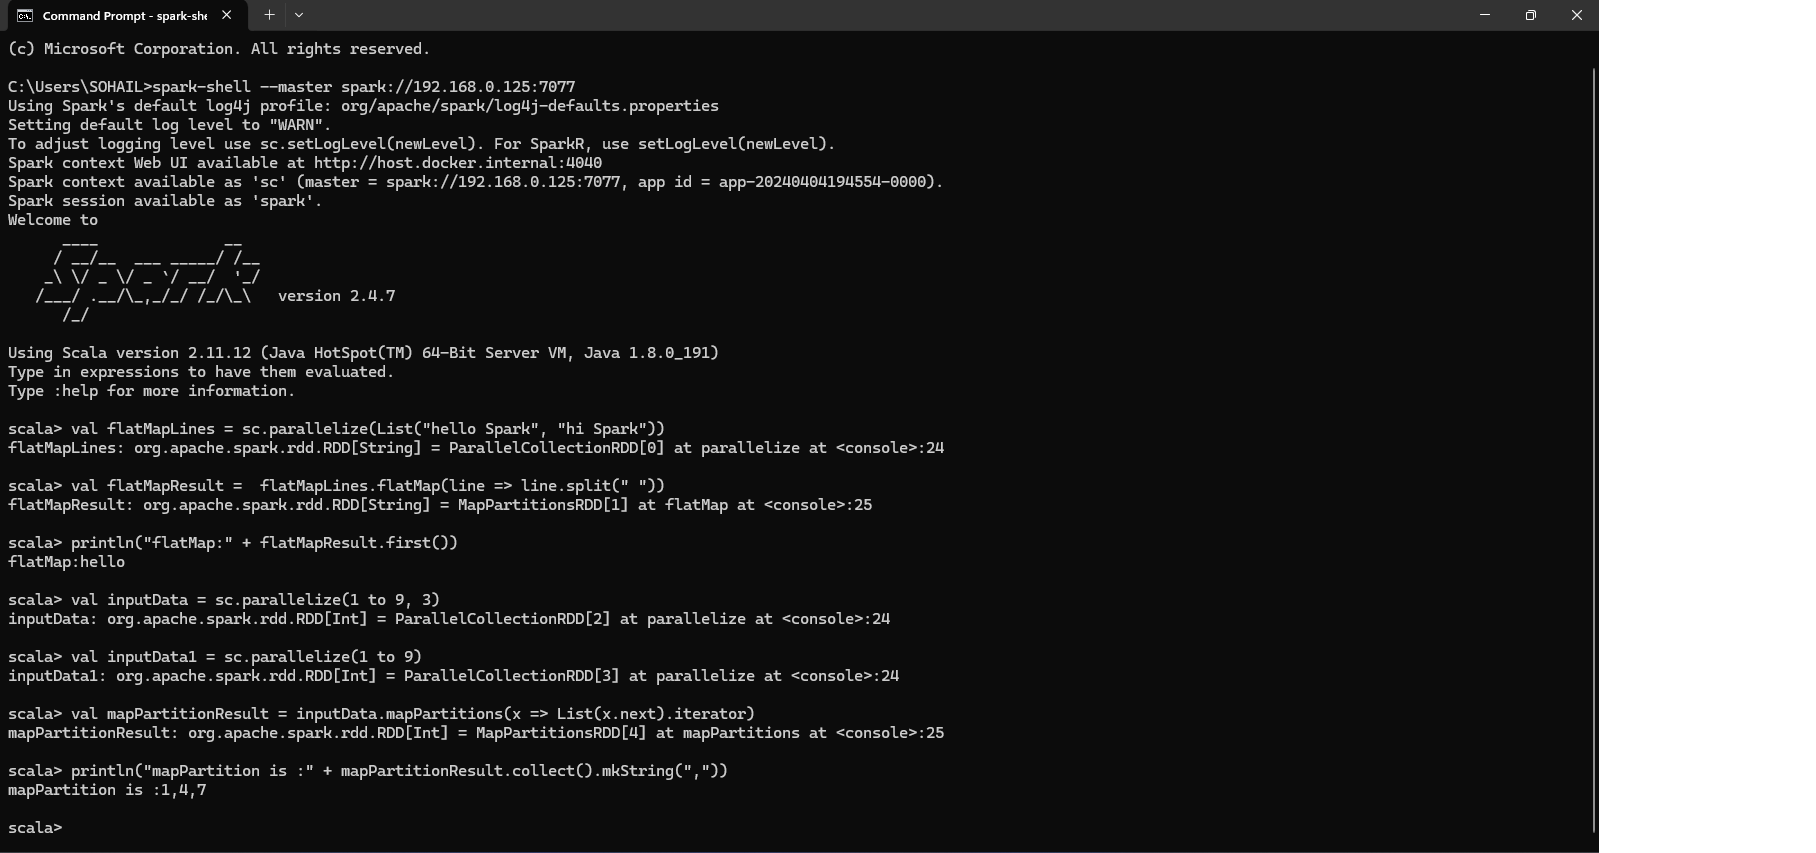 Command Prompt - spark-she
(c) Microsoft Corporation. All rights reserved.
C:\Users\SOHAIL>spark-shell --master spark://192.168.0.125:7077
Using Spark's default log4j profile: org/apache/spark/log4j-defaults.properties
Setting default log level to "WARN".
To adjust logging level use sc.setLogLevel(newLevel). For SparkR, use setLogLevel(newLevel).
Spark context Web UI available at http://host.docker.internal:4040
Spark context available as 'sc' (master = spark://192.168.0.125:7077, app id = app-20240404194554-0000).
Spark session available as 'spark'.
Welcome to
      ____              __
     / __/__  ___ _____/ /__
    _\ \/ _ \/ _ `/ __/  '_/
   /___/ .__/\_,_/_/ /_/\_\   version 2.4.7
      /_/
Using Scala version 2.11.12 (Java HotSpot(TM) 64-Bit Server VM, Java 1.8.0_191)
Type in expressions to have them evaluated.
Type :help for more information.
scala> val flatMapLines = sc.parallelize(List("hello Spark", "hi Spark"))
flatMapLines: org.apache.spark.rdd.RDD[String] = ParallelCollectionRDD[0] at parallelize at <console>:24
scala> val flatMapResult =  flatMapLines.flatMap(line => line.split(" "))
flatMapResult: org.apache.spark.rdd.RDD[String] = MapPartitionsRDD[1] at flatMap at <console>:25
scala> println("flatMap:" + flatMapResult.first())
flatMap:hello
scala> val inputData = sc.parallelize(1 to 9, 3)
inputData: org.apache.spark.rdd.RDD[Int] = ParallelCollectionRDD[2] at parallelize at <console>:24
scala> val inputData1 = sc.parallelize(1 to 9)
inputData1: org.apache.spark.rdd.RDD[Int] = ParallelCollectionRDD[3] at parallelize at <console>:24
scala> val mapPartitionResult = inputData.mapPartitions(x => List(x.next).iterator)
mapPartitionResult: org.apache.spark.rdd.RDD[Int] = MapPartitionsRDD[4] at mapPartitions at <console>:25
scala> println("mapPartition is :" + mapPartitionResult.collect().mkString(","))
mapPartition is :1,4,7
scala>